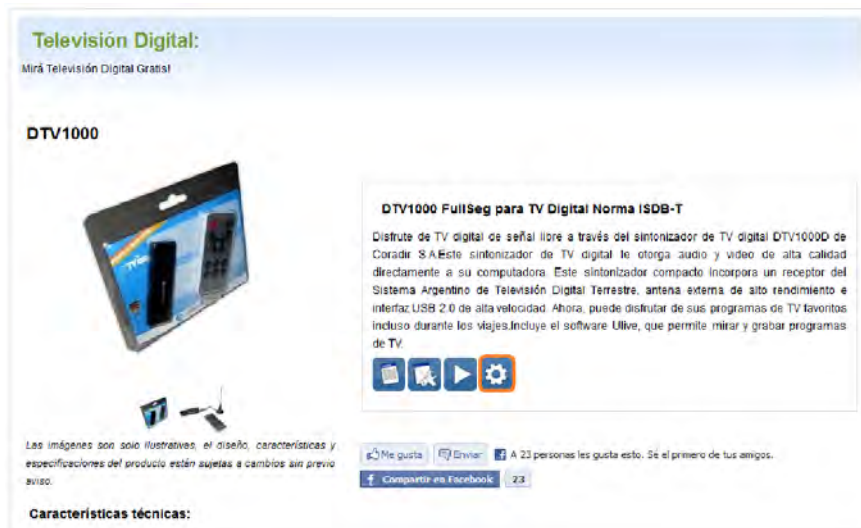 Televisión Digital:
Mirá Televisión Digital Gratis!
DTV1000
DTV1000 FullSeg para TV Digital Norma ISDB-T
Disfrute de TV digital de señal libre a través del sintonizador de TV digital DTV1000D de
Coradir S.A.Este sintonizador de TV digital le otorga audio y video de alta calidad
directamente a su computadora. Este sintonizador compacto incorpora un receptor del
Sistema Argentino de Televisión Digital Terrestre, antena externa de alto rendimiento e
interfaz USB 2.0 de alta velocidad. Ahora, puede disfrutar de sus programas de TV favoritos
incluso durante los viajes.Incluye el software Ulive, que permite mirar y grabar programas
de TV.
Las imágenes son solo ilustrativas, el diseño, características y
especificaciones del producto están sujetas a cambios sin previo
aviso.
Me gusta Enviar A 23 personas les gusta esto. Sé el primero de tus amigos.
Compartir en Facebook 23
Características técnicas: